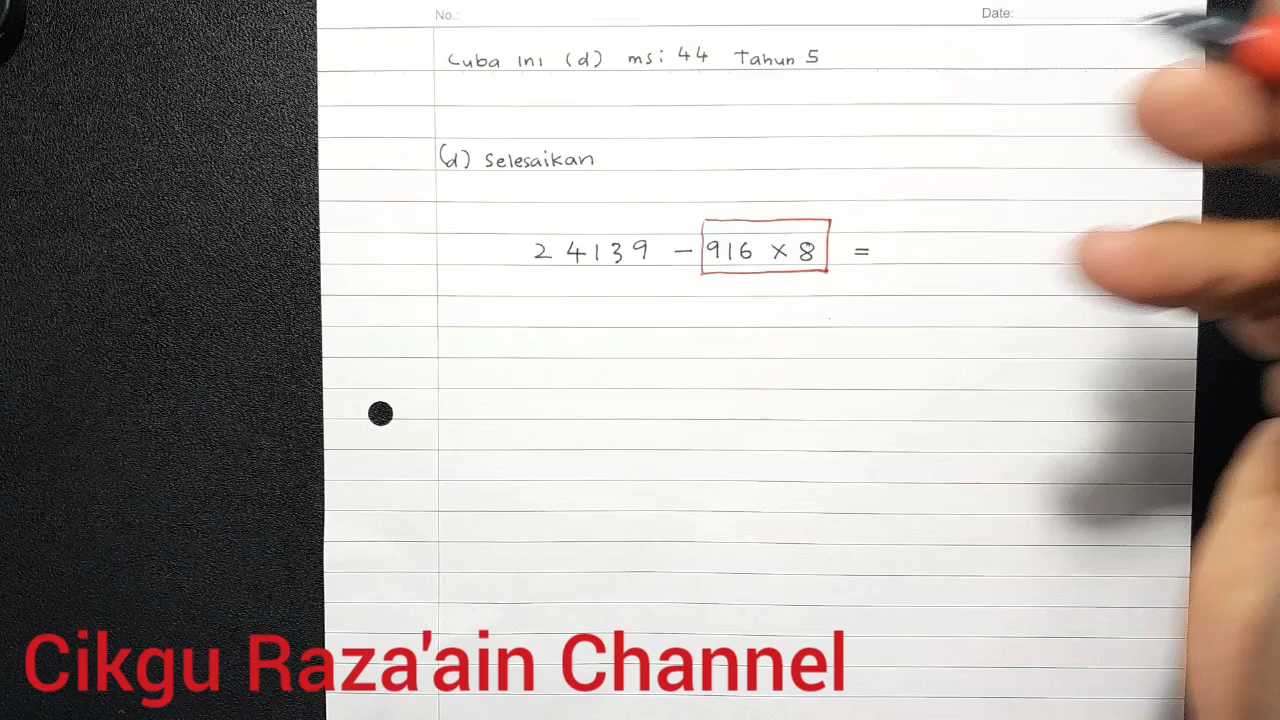 No.:
Date:
Cuba Ini (d) ms: 44 Tahun 5
(d) Selesaikan
24139 - 916 × 8 =
Cikgu Raza'ain Channel